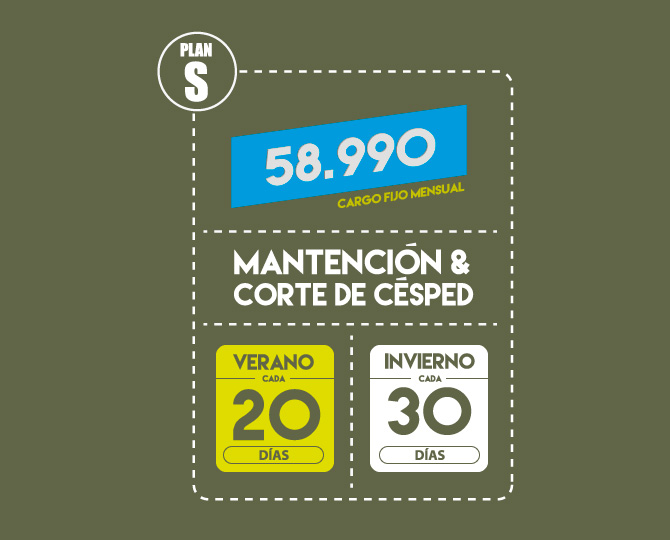 PLAN
S
58.990
CARGO FIJO MENSUAL
MANTENCIÓN &
CORTE DE CÉSPED
VERANO
CADA
20
DÍAS
INVIERNO
CADA
30
DÍAS